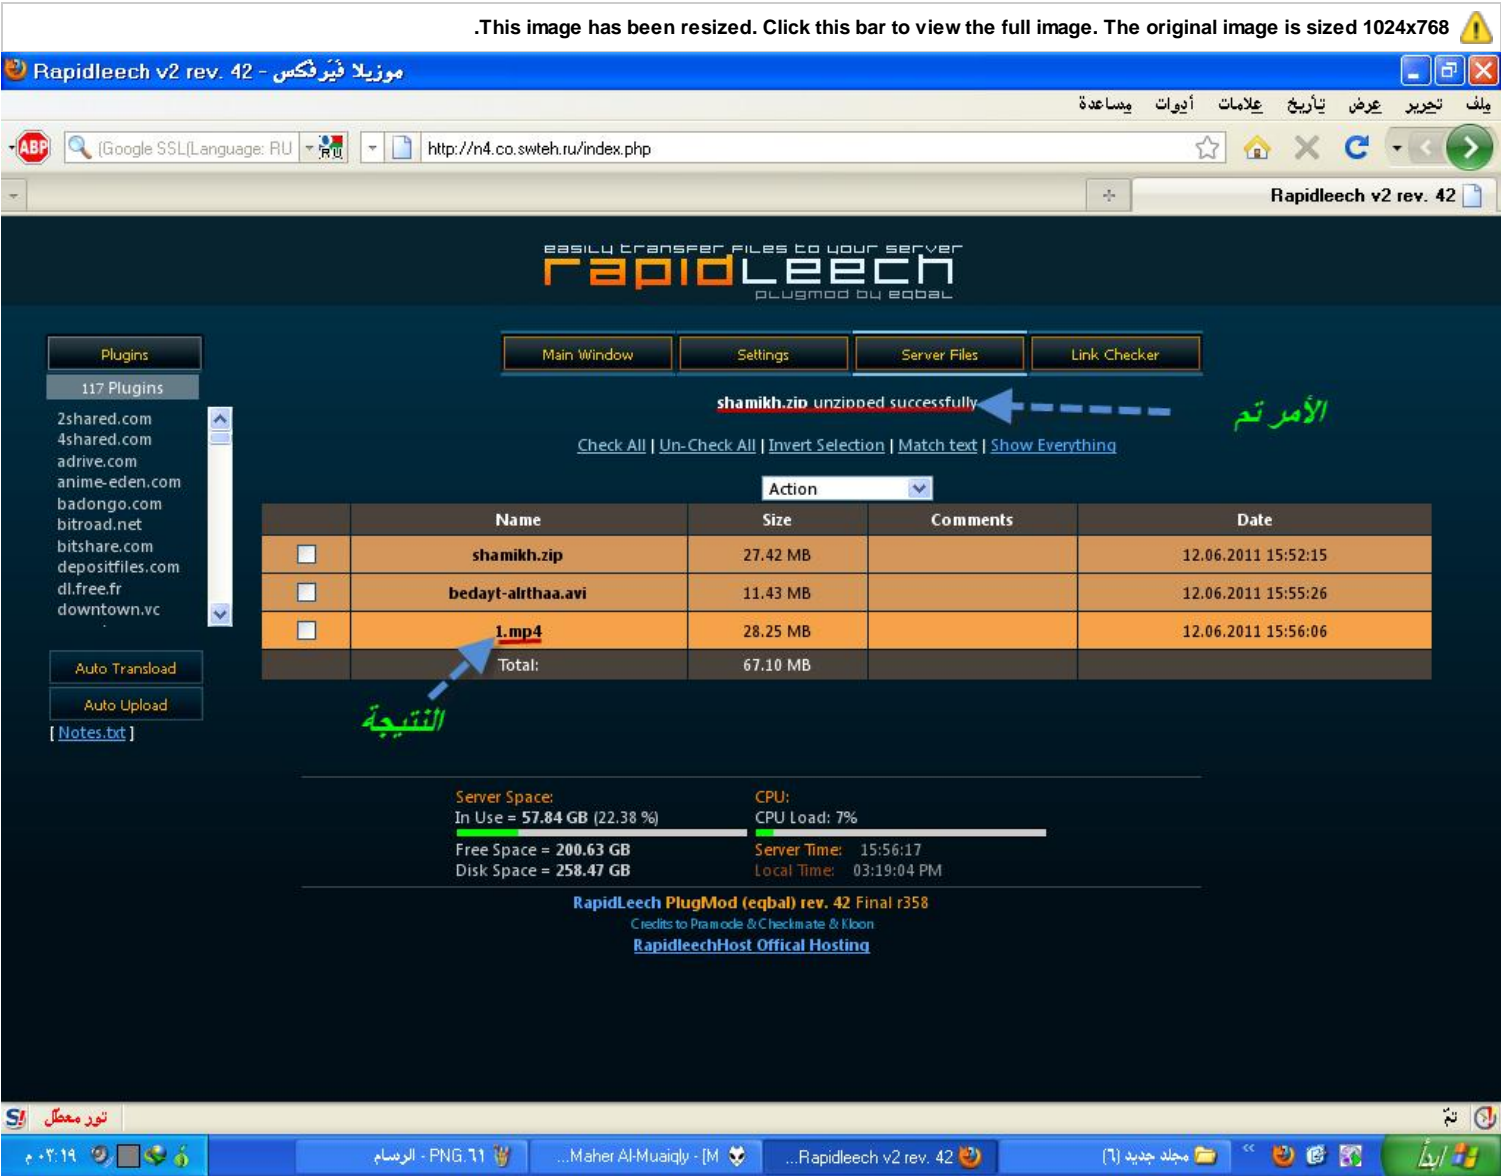 .This image has been resized. Click this bar to view the full image. The original image is sized 1024x768
Rapidleech v2 rev. 42 - موزيلا فَيَرفُكس
ملف تحرير عرض تأريخ علامات أدوات مساعدة
ABP
(Google SSL(Language: RU
RU
http://n4.co.swteh.ru/index.php
Rapidleech v2 rev. 42
easily transfer files to your server
rapidleech
plugmod by eqbal
Plugins
Main Window
Settings
Server Files
Link Checker
117 Plugins
shamikh.zip unzipped successfully
الأمر تم
2shared.com
4shared.com
adrive.com
anime-eden.com
badongo.com
bitroad.net
bitshare.com
depositfiles.com
dl.free.fr
downtown.vc
Check All | Un-Check All | Invert Selection | Match text | Show Everything
Action
Name Size Comments Date
shamikh.zip 27.42 MB 12.06.2011 15:52:15
bedayt-alrthaa.avi 11.43 MB 12.06.2011 15:55:26
1.mp4 28.25 MB 12.06.2011 15:56:06
Total: 67.10 MB
النتيجة
Auto Transload
Auto Upload
[ Notes.txt ]
Server Space:
In Use = 57.84 GB (22.38 %)
Free Space = 200.63 GB
Disk Space = 258.47 GB
CPU:
CPU Load: 7%
Server Time: 15:56:17
Local Time: 03:19:04 PM
RapidLeech PlugMod (eqbal) rev. 42 Final r358
Credits to Pramode & Checkmate & Kloon
RapidleechHost Offical Hosting
تمّ
تور معطّل
S!
ابدأ
مجلد جديد (٦)
...Rapidleech v2 rev. 42
...Maher Al-Muaiqly - [M
PNG.٦١ - الرسام
٠٣:١٩ م